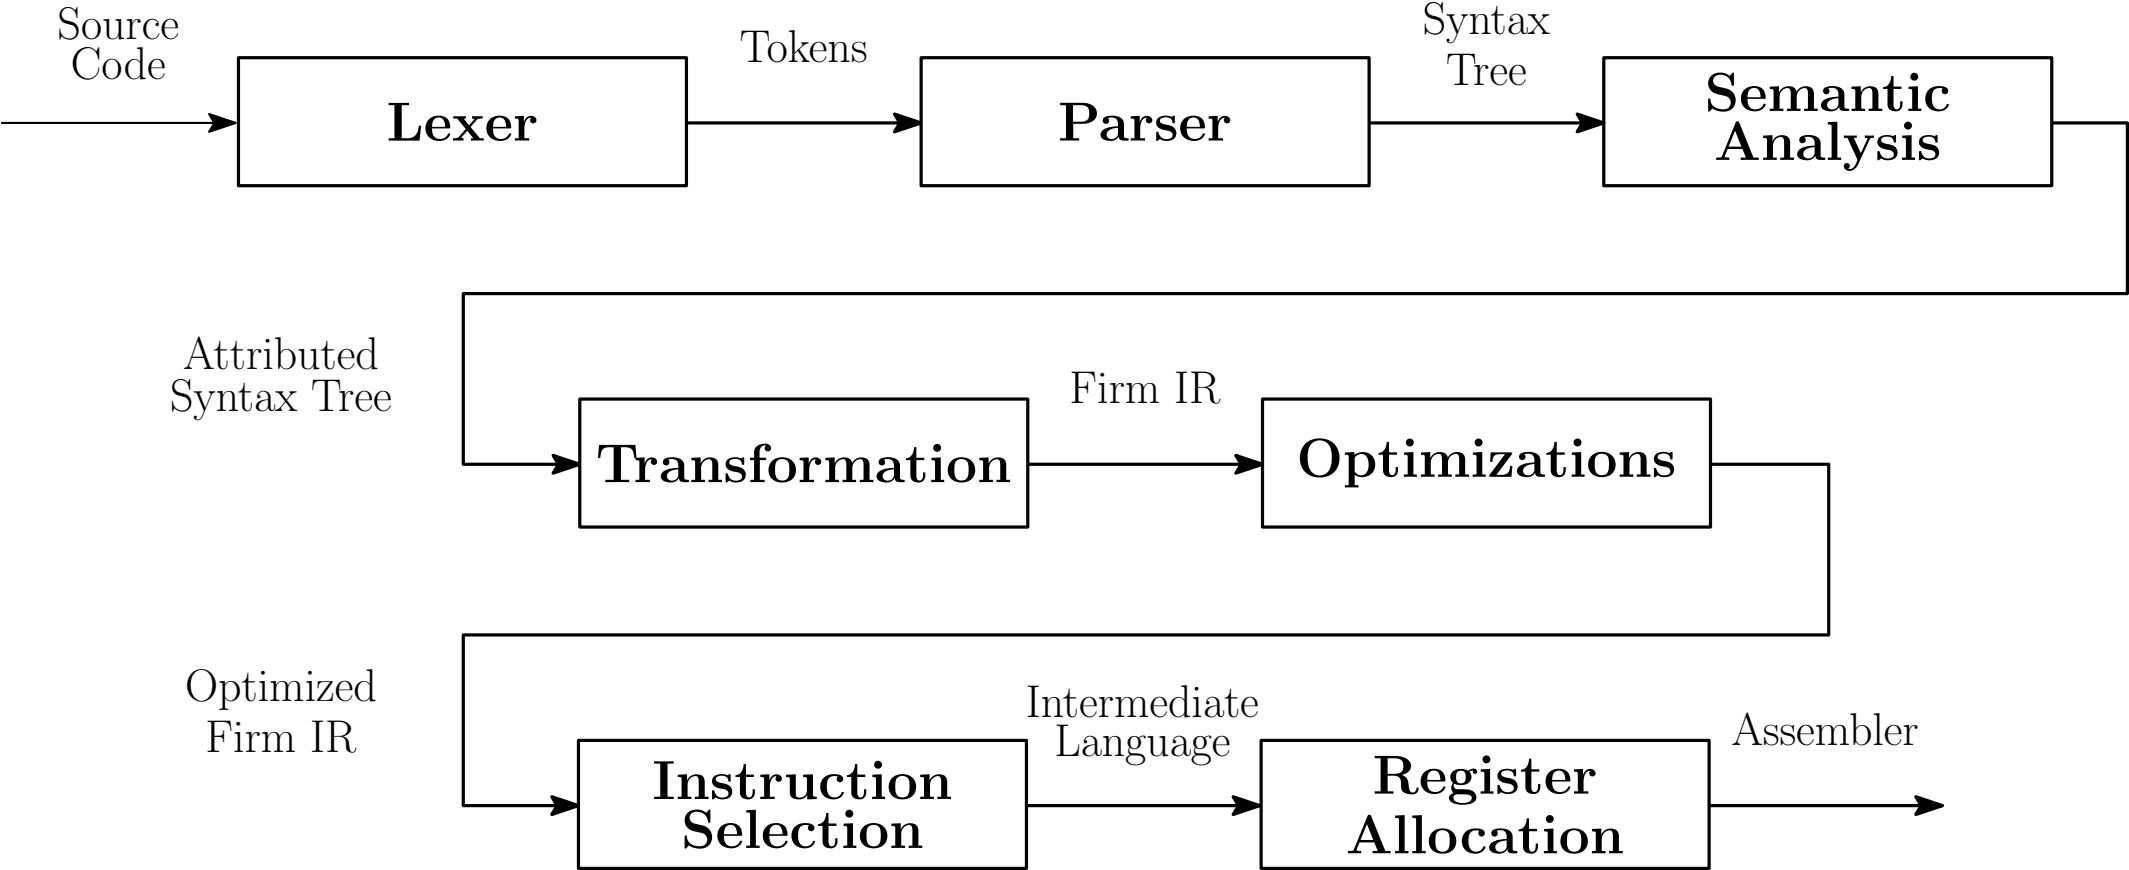 Source
Code
Lexer
Tokens
Parser
Syntax
Tree
Semantic
Analysis
Attributed
Syntax Tree
Transformation
Firm IR
Optimizations
Optimized
Firm IR
Instruction
Selection
Intermediate
Language
Register
Allocation
Assembler